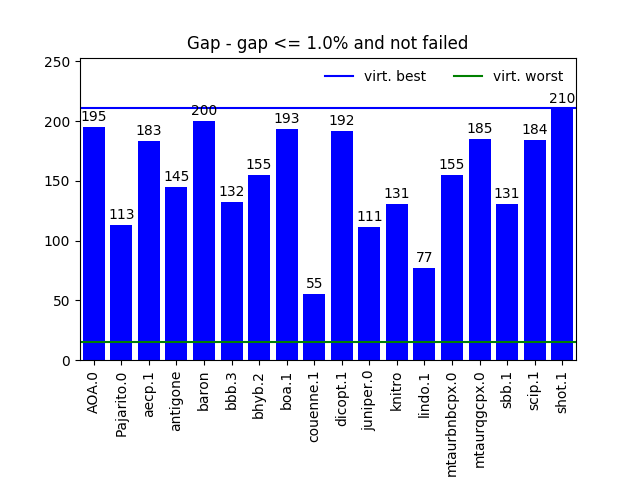 Gap - gap <= 1.0% and not failed
virt. best virt. worst
250
200
150
100
50
0
195
113
183
145
200
132
155
193
55
192
111
131
77
155
185
131
184
210
AOA.0
Pajarito.0
aecp.1
antigone
baron
bbb.3
bhyb.2
boa.1
couenne.1
dicopt.1
juniper.0
knitro
lindo.1
mtaurbnbcpx.0
mtaurqgcpx.0
sbb.1
scip.1
shot.1